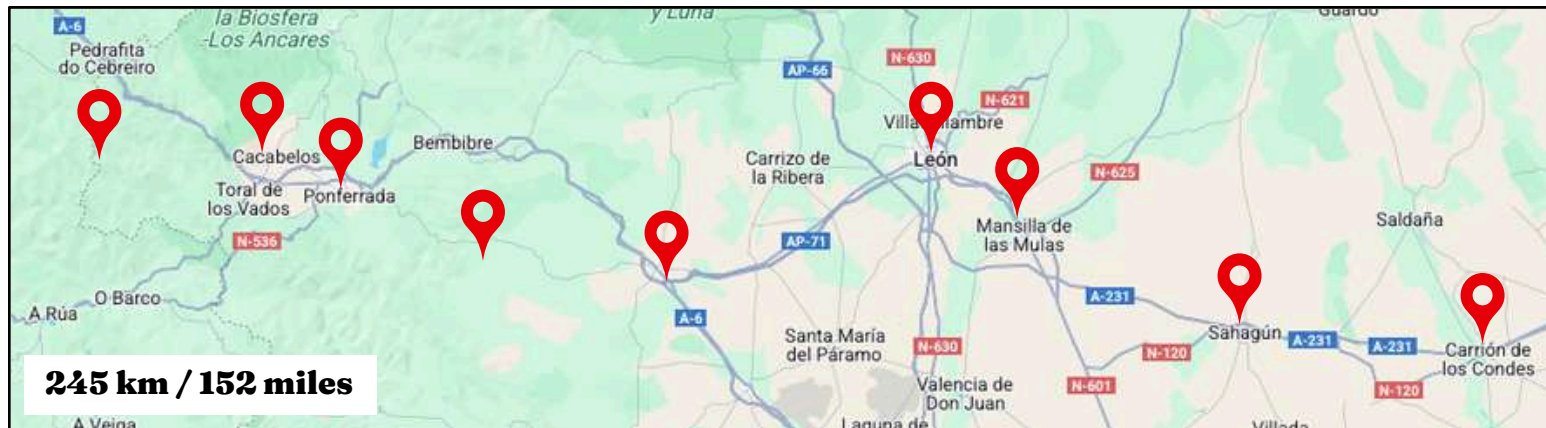 la Biosfera
-Los Ancares
y Luna
Guardo
A-6
Pedrafita
do Cebreiro
N-630
AP-66
N-621
Bembibre
Cacabelos
Carrizo de
la Ribera
León
N-625
Toral de
los Vados
Ponferrada
Mansilla de
las Mulas
Saldaña
N-536
AP-71
O Barco
A Rúa
A-231
A-6
Santa María
del Páramo
N-630
N-120
Sahagún
A-231
A-231
Carrión de
los Condes
N-120
245 km / 152 miles
Valencia de
Don Juan
N-601
A Veiga
Laguna de
Villada